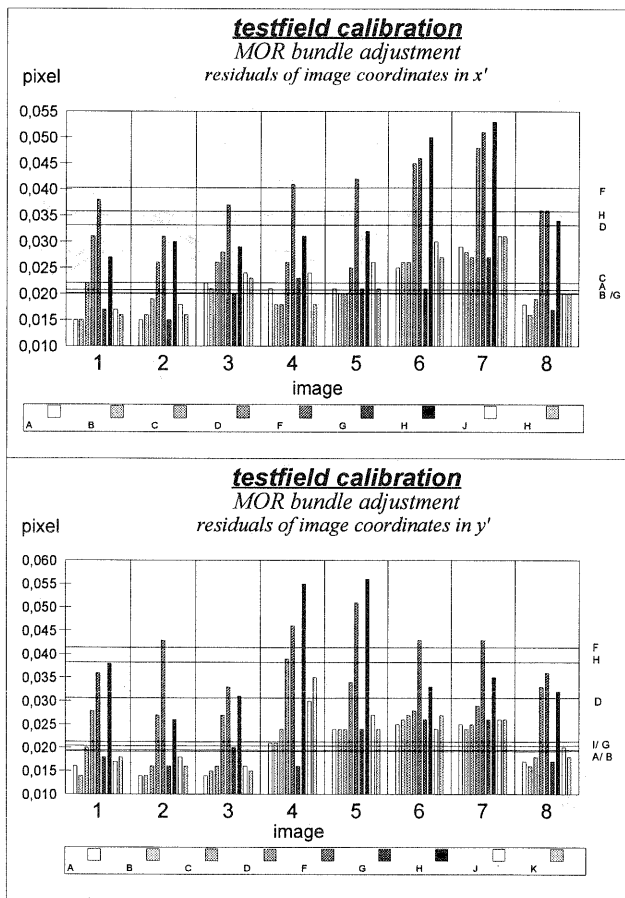 testfield calibration
MOR bundle adjustment
residuals of image coordinates in x'
pixel
0,055
0,050
0,045
0,040
0,035
0,030
0,025
0,020
0,015
0,010
F
H
D
C
A
B /G
1 2 3 4 5 6 7 8
image
A B C D F G H J H
testfield calibration
MOR bundle adjustment
residuals of image coordinates in y'
pixel
0,060
0,055
0,050
0,045
0,040
0,035
0,030
0,025
0,020
0,015
0,010
F
H
D
I/ G
A/ B
1 2 3 4 5 6 7 8
image
A B C D F G H J K